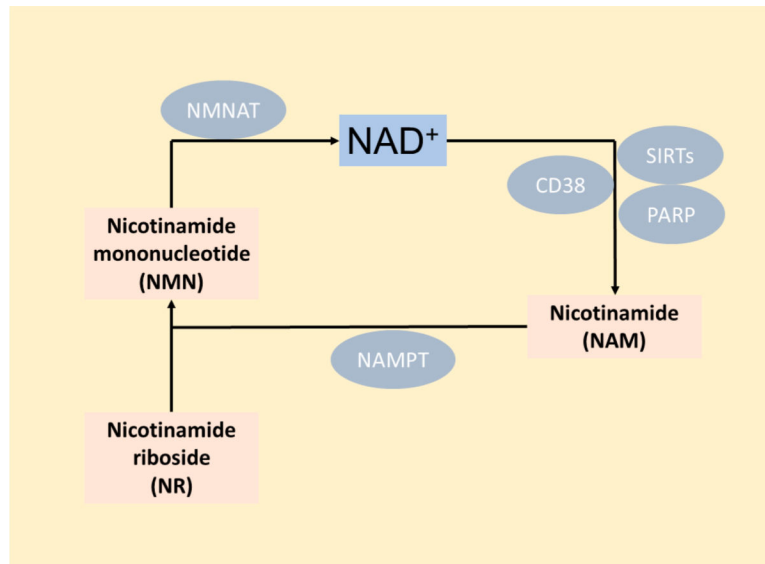 NMNAT
NAD⁺
SIRTs
CD38
PARP
Nicotinamide
mononucleotide
(NMN)
Nicotinamide
(NAM)
NAMPT
Nicotinamide
riboside
(NR)